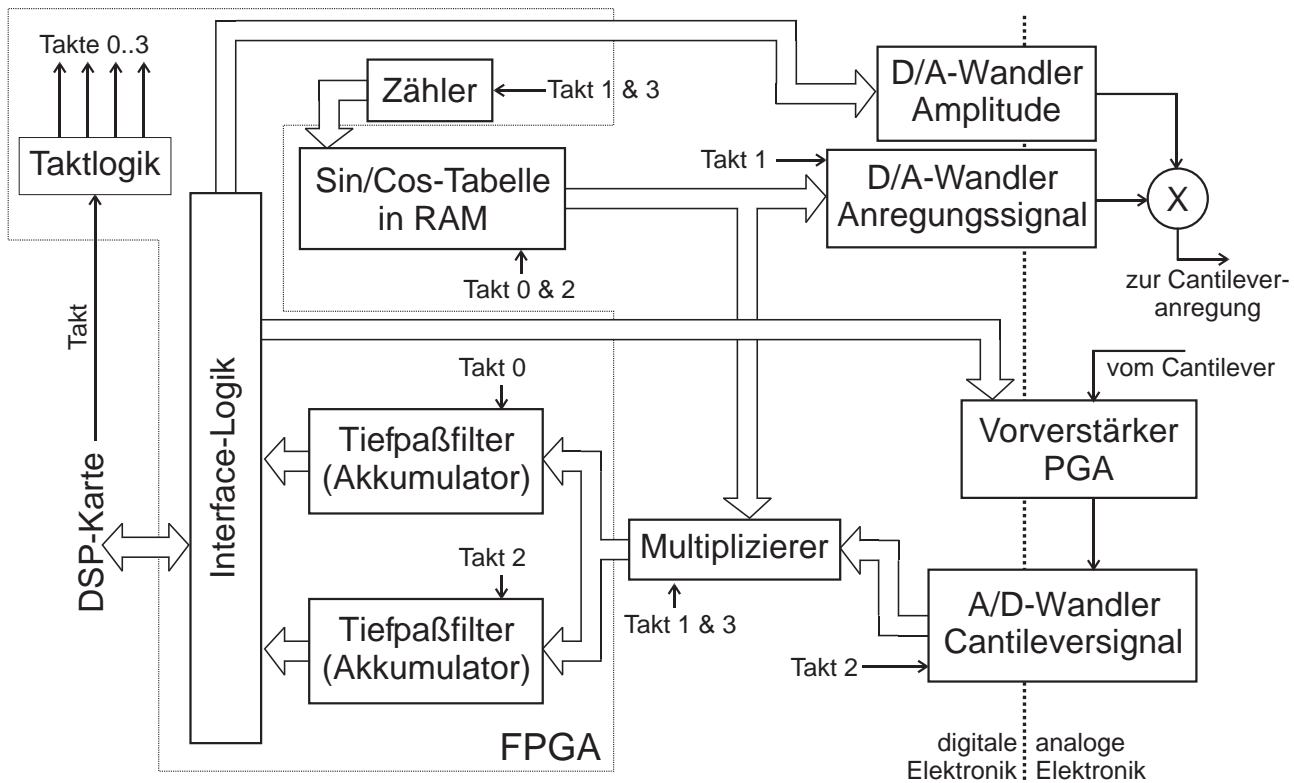 Takte 0..3
Taktlogik
Takt
DSP-Karte
Interface-Logik
Zähler
Takt 1 & 3
Sin/Cos-Tabelle
in RAM
Takt 0 & 2
D/A-Wandler
Amplitude
Takt 1
D/A-Wandler
Anregungssignal
X
zur Cantilever-
anregung
vom Cantilever
Vorverstärker
PGA
Takt 0
Tiefpaßfilter
(Akkumulator)
Takt 2
Tiefpaßfilter
(Akkumulator)
Multiplizierer
Takt 1 & 3
A/D-Wandler
Cantileversignal
Takt 2
FPGA
digitale
Elektronik
analoge
Elektronik